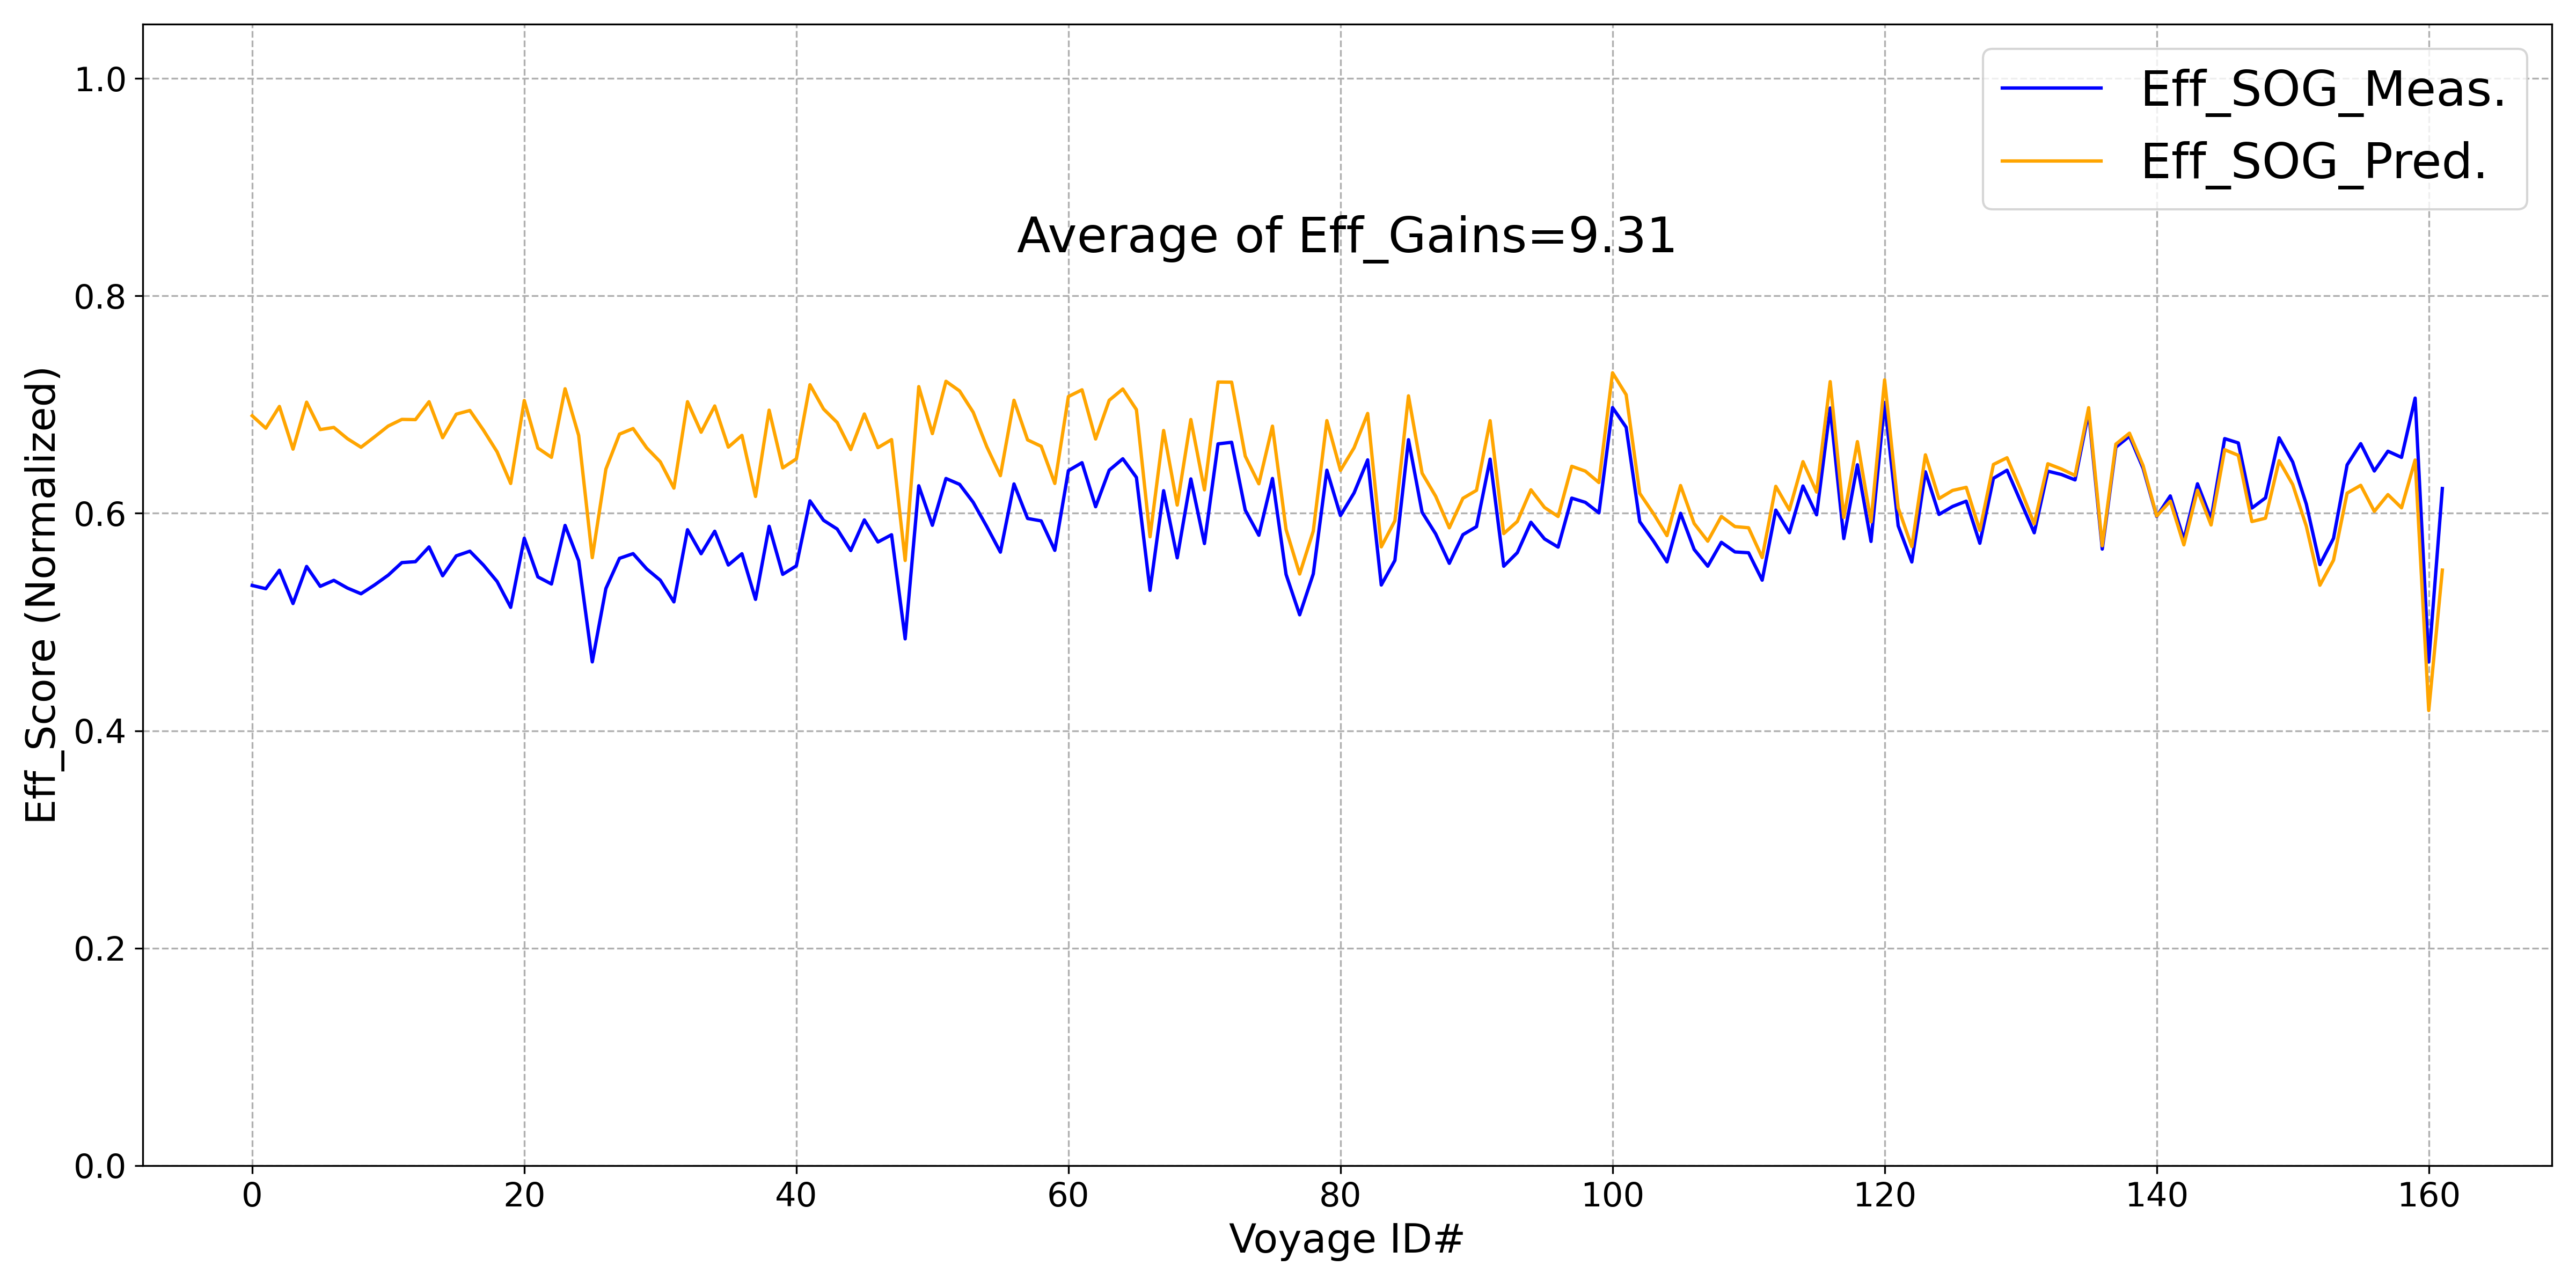 Eff_SOG_Meas.
Eff_SOG_Pred.
Average of Eff_Gains=9.31
Eff_Score (Normalized)
1.0
0.8
0.6
0.4
0.2
0.0
0 20 40 60 80 100 120 140 160
Voyage ID#